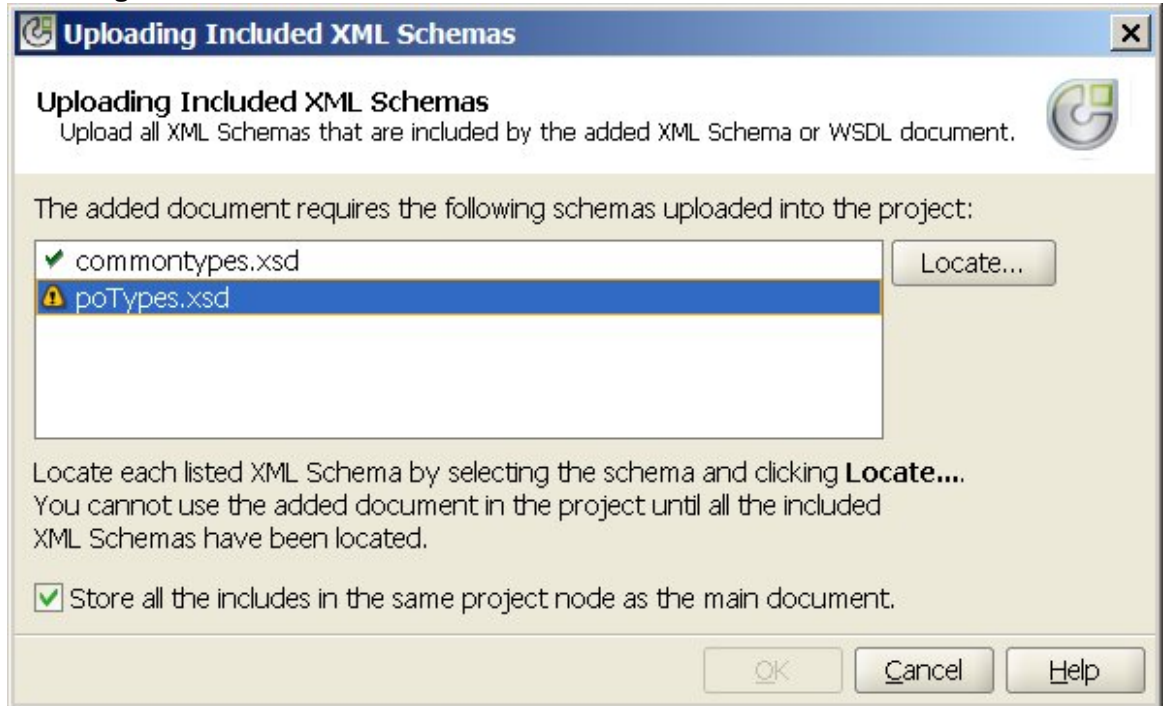 Uploading Included XML Schemas
Uploading Included XML Schemas
Upload all XML Schemas that are included by the added XML Schema or WSDL document.
The added document requires the following schemas uploaded into the project:
commontypes.xsd
Locate...
poTypes.xsd
Locate each listed XML Schema by selecting the schema and clicking Locate....
You cannot use the added document in the project until all the included
XML Schemas have been located.
Store all the includes in the same project node as the main document.
OK Cancel Help